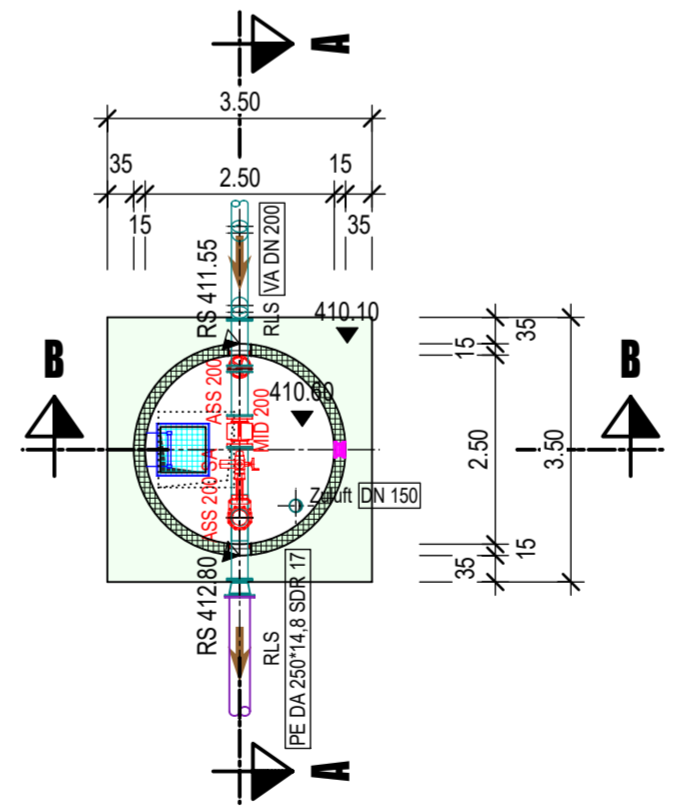 A
3.50
35
15
2.50
15
35
RS 411.55
RLS
VA DN 200
410.10
35
15
B
ASS 200
410.60
MID 200
B
2.50
3.50
ASS 200 SA
Zuluft DN 150
15
35
RS 412.80
RLS
PE DA 250*14,8 SDR 17
A